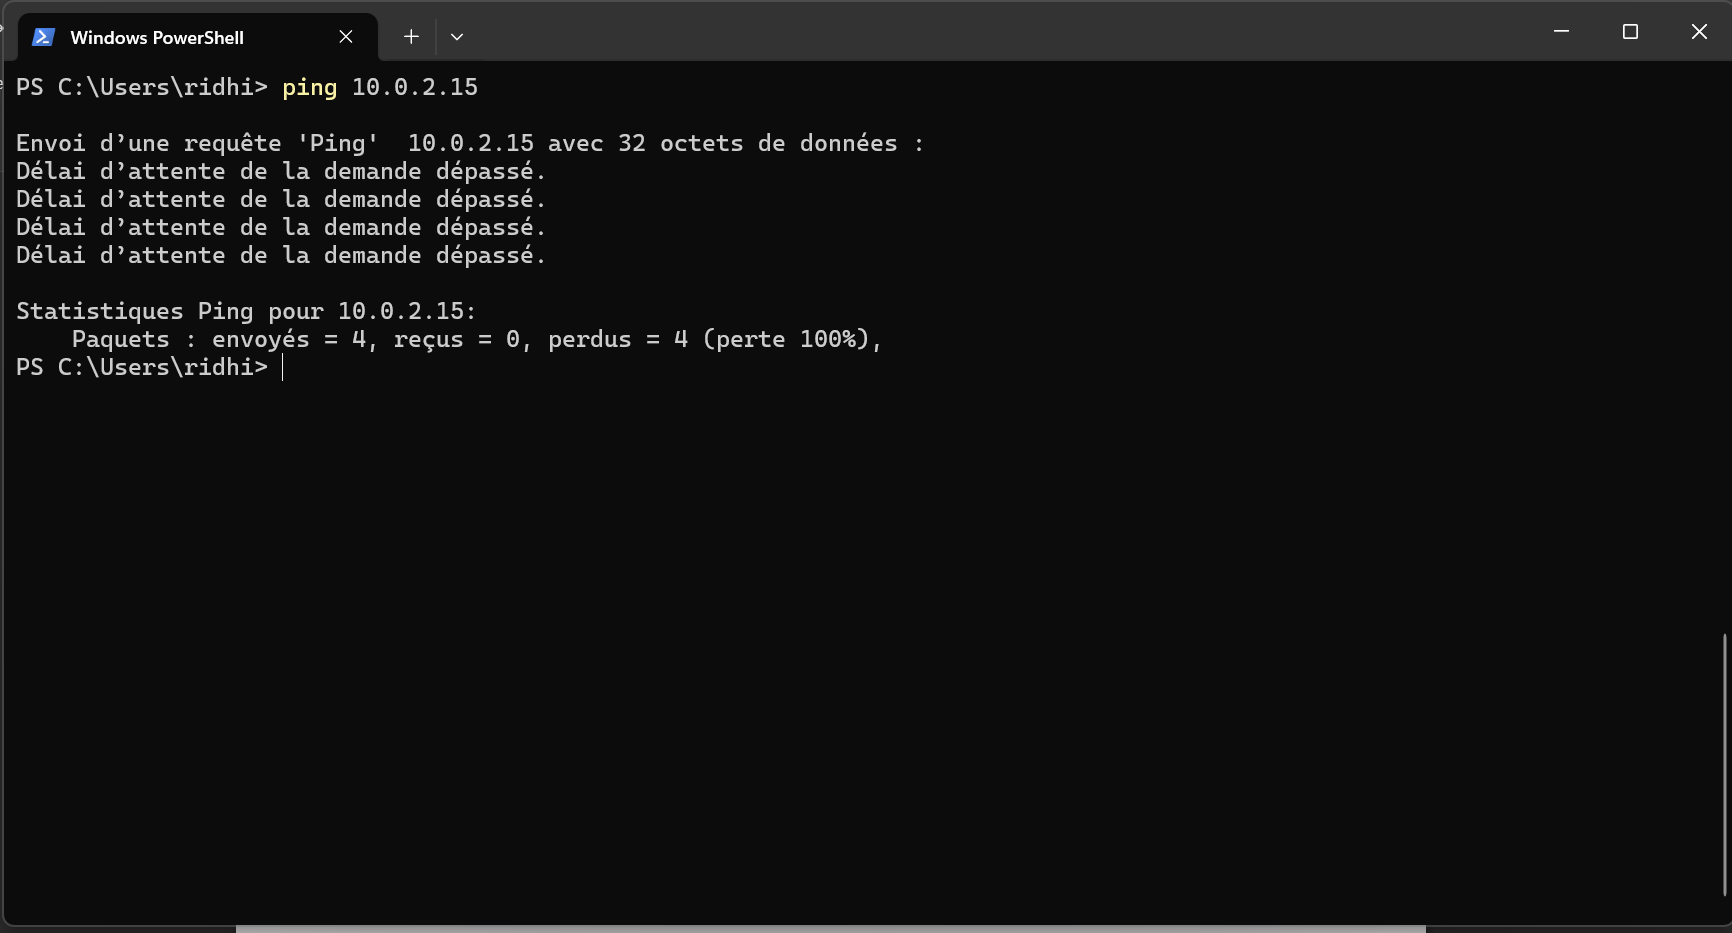 Windows PowerShell
PS C:\Users\ridhi> ping 10.0.2.15
Envoi d’une requête 'Ping'  10.0.2.15 avec 32 octets de données :
Délai d’attente de la demande dépassé.
Délai d’attente de la demande dépassé.
Délai d’attente de la demande dépassé.
Délai d’attente de la demande dépassé.
Statistiques Ping pour 10.0.2.15:
    Paquets : envoyés = 4, reçus = 0, perdus = 4 (perte 100%),
PS C:\Users\ridhi>